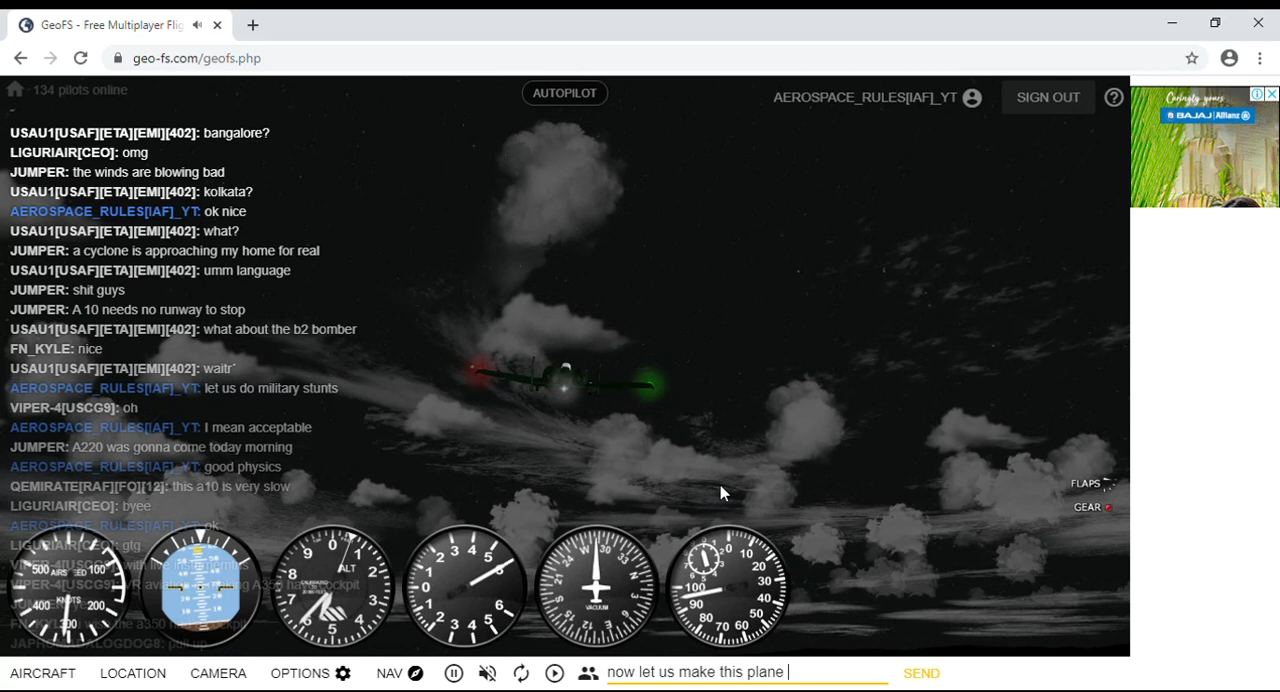 GeoFS - Free Multiplayer Flig
geo-fs.com/geofs.php
134 pilots online
AUTOPILOT
AEROSPACE_RULES[IAF]_YT
SIGN OUT
Caringly yours
BAJAJ Allianz
USAU1[USAF][ETA][EMI][402]: bangalore?
LIGURIAIR[CEO]: omg
JUMPER: the winds are blowing bad
USAU1[USAF][ETA][EMI][402]: kolkata?
AEROSPACE_RULES[IAF]_YT: ok nice
USAU1[USAF][ETA][EMI][402]: what?
JUMPER: a cyclone is approaching my home for real
USAU1[USAF][ETA][EMI][402]: umm language
JUMPER: shit guys
JUMPER: A 10 needs no runway to stop
USAU1[USAF][ETA][EMI][402]: what about the b2 bomber
FN_KYLE: nice
USAU1[USAF][ETA][EMI][402]: waitr'
AEROSPACE_RULES[IAF]_YT: let us do military stunts
VIPER-4[USCG9]: oh
AEROSPACE_RULES[IAF]_YT: I mean acceptable
JUMPER: A220 was gonna come today morning
AEROSPACE_RULES[IAF]_YT: good physics
QEMIRATE[RAF][FO][12j]: this a10 is very slow
LIGURIAIR[CEO]: byee
AEROSPACE_RULES[IAF]_YT: ok
LIGURIAIR[CEO]: gtg
FLAPS
GEAR
ALT
VACUUM
AIRCRAFT
LOCATION
CAMERA
OPTIONS
NAV
now let us make this plane
SEND